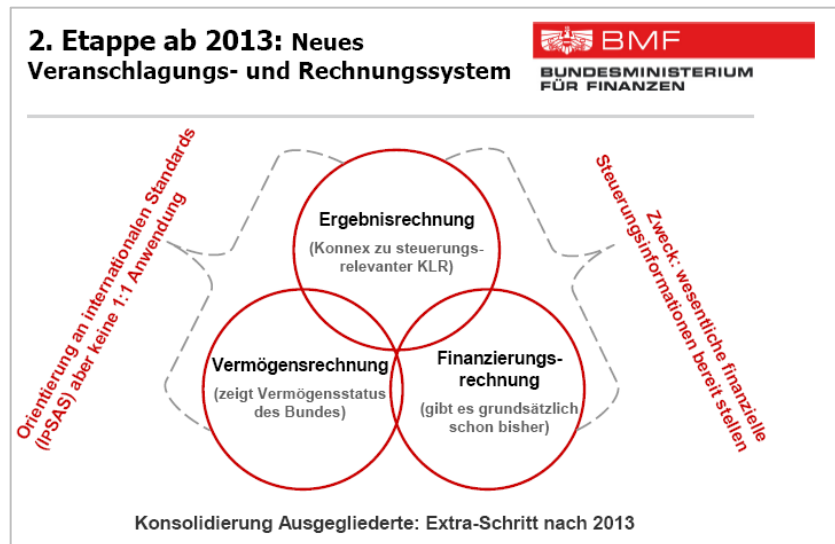 2. Etappe ab 2013: Neues
Veranschlagungs- und Rechnungssystem
BMF
BUNDESMINISTERIUM
FÜR FINANZEN
Orientierung an internationalen Standards
(IPSAS) aber keine 1:1 Anwendung
Ergebnisrechnung
(Konnex zu steuerungs-
relevanter KLR)
Vermögensrechnung
(zeigt Vermögensstatus
des Bundes)
Finanzierungs-
rechnung
(gibt es grundsätzlich
schon bisher)
Zweck: wesentliche finanzielle
Steuerungsinformationen bereit stellen
Konsolidierung Ausgegliederte: Extra-Schritt nach 2013